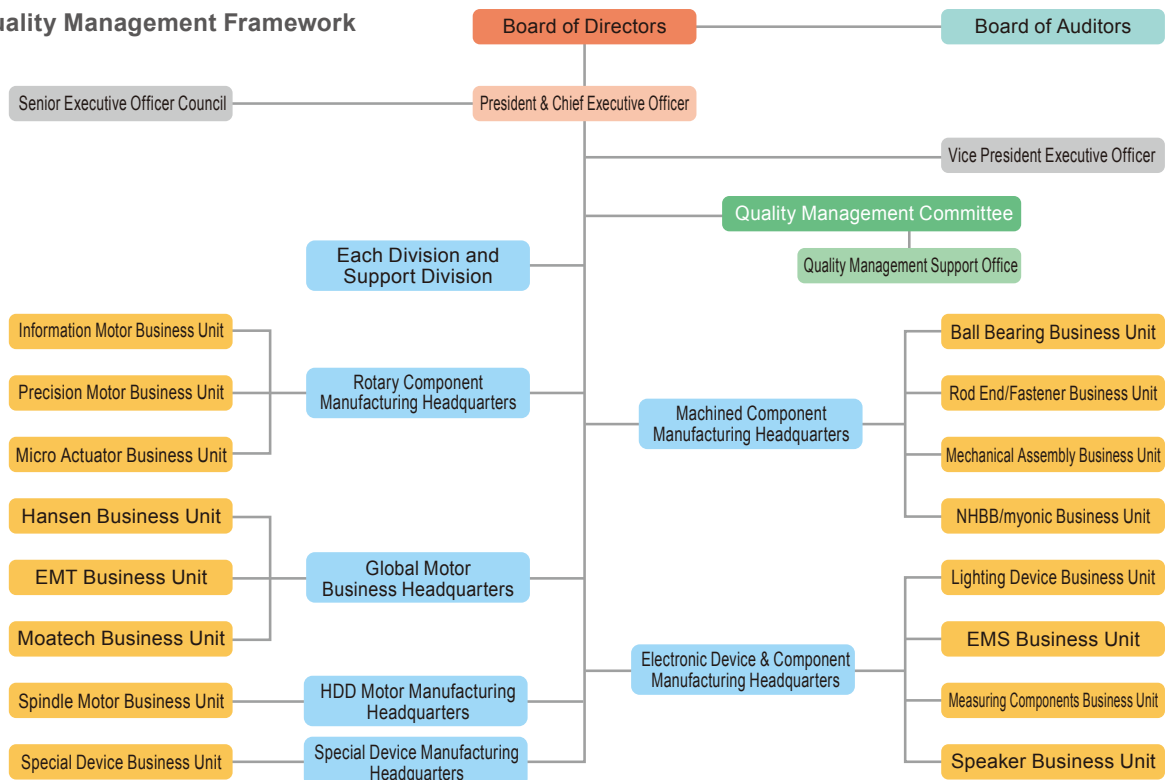 uality Management Framework
Board of Directors
Board of Auditors
Senior Executive Officer Council
President & Chief Executive Officer
Vice President Executive Officer
Quality Management Committee
Quality Management Support Office
Each Division and
Support Division
Information Motor Business Unit
Precision Motor Business Unit
Micro Actuator Business Unit
Rotary Component
Manufacturing Headquarters
Machined Component
Manufacturing Headquarters
Ball Bearing Business Unit
Rod End/Fastener Business Unit
Mechanical Assembly Business Unit
NHBB/myonic Business Unit
Hansen Business Unit
EMT Business Unit
Moatech Business Unit
Global Motor
Business Headquarters
Electronic Device & Component
Manufacturing Headquarters
Lighting Device Business Unit
EMS Business Unit
Measuring Components Business Unit
Speaker Business Unit
Spindle Motor Business Unit
HDD Motor Manufacturing
Headquarters
Special Device Business Unit
Special Device Manufacturing
Headquarters